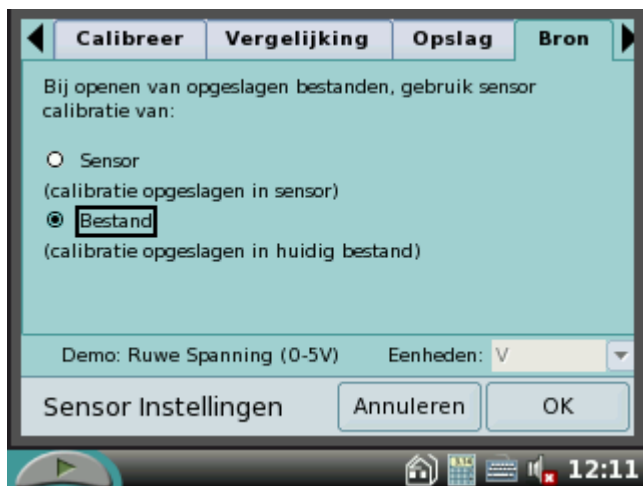 Calibreer Vergelijking Opslag Bron
Bij openen van opgeslagen bestanden, gebruik sensor
calibratie van:
Sensor
(calibratie opgeslagen in sensor)
Bestand
(calibratie opgeslagen in huidig bestand)
Demo: Ruwe Spanning (0-5V) Eenheden: V
Sensor Instellingen Annuleren OK
12:11